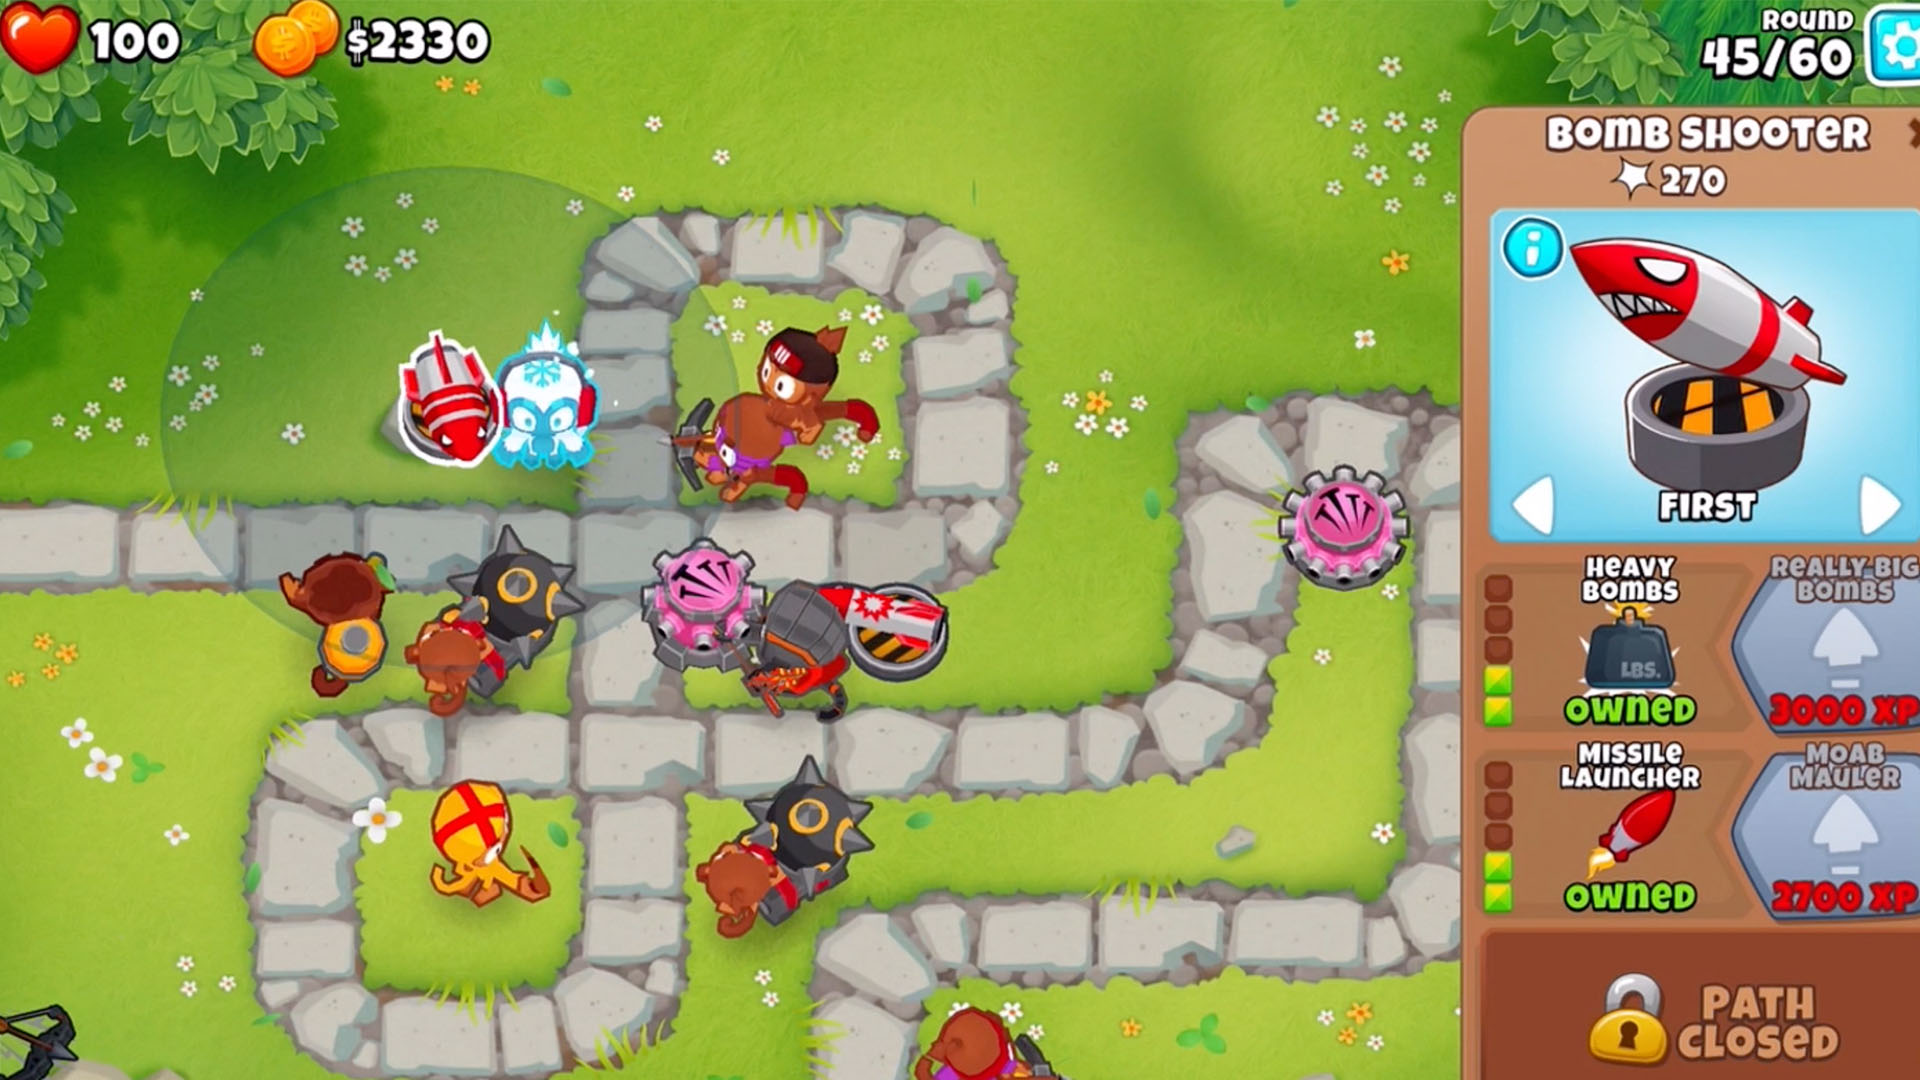 100
$2330
ROUND
45/60
BOMB SHOOTER
270
i
FIRST
HEAVY
BOMBS
LBS.
OWNED
REALLY BIG
BOMBS
3000 XP
MISSILE
LAUNCHER
OWNED
MOAB
MAULER
2700 XP
PATH
CLOSED